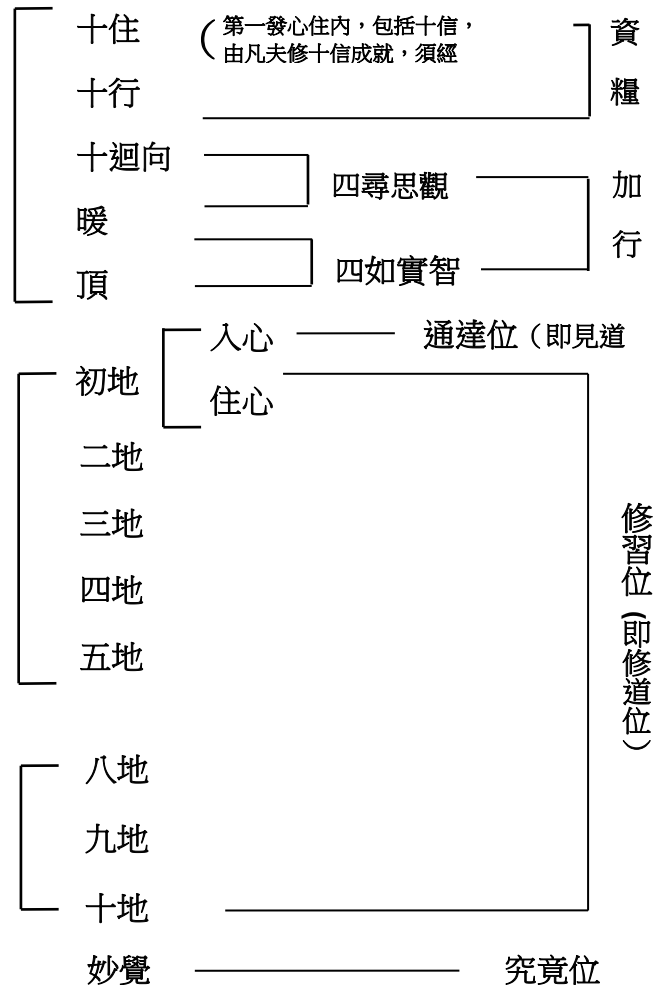 十住
（第一發心住內，包括十信，
由凡夫修十信成就，須經
資糧
十行
十迴向
四尋思觀
加行
暖
四如實智
頂
入心
通達位（即見道
初地
住心
二地
三地
四地
五地
修習位（即修道位）
八地
九地
十地
妙覺
究竟位